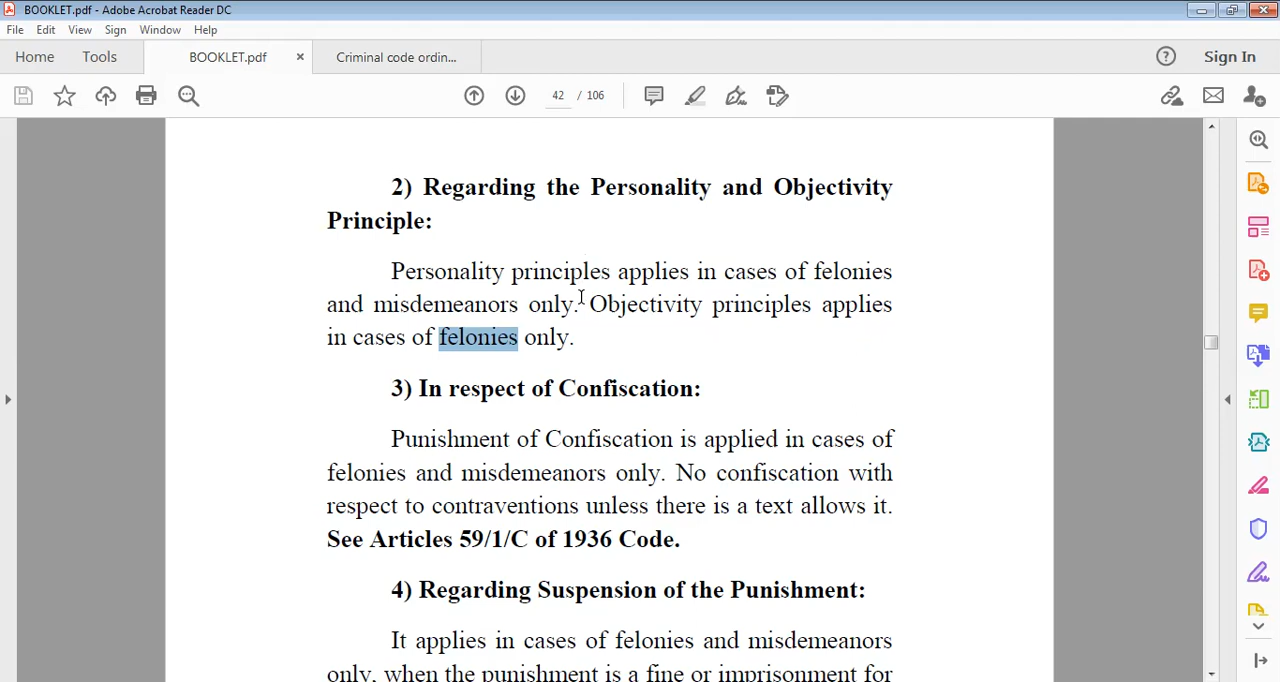 BOOKLET.pdf - Adobe Acrobat Reader DC
File Edit View Sign Window Help
Home Tools BOOKLET.pdf × Criminal code ordin... ? Sign In
42 / 106
2) Regarding the Personality and Objectivity
Principle:
Personality principles applies in cases of felonies
and misdemeanors only. Objectivity principles applies
in cases of felonies only.
3) In respect of Confiscation:
Punishment of Confiscation is applied in cases of
felonies and misdemeanors only. No confiscation with
respect to contraventions unless there is a text allows it.
See Articles 59/1/C of 1936 Code.
4) Regarding Suspension of the Punishment:
It applies in cases of felonies and misdemeanors
only, when the punishment is a fine or imprisonment for